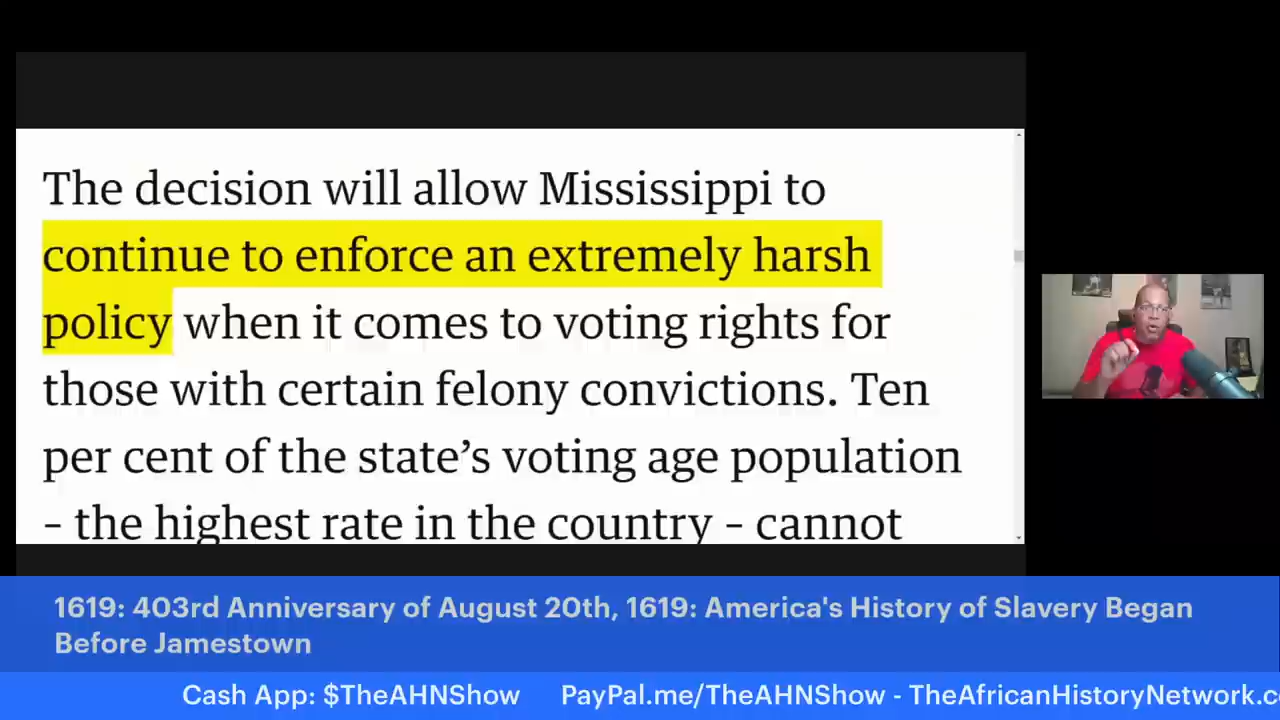 The decision will allow Mississippi to
continue to enforce an extremely harsh
policy when it comes to voting rights for
those with certain felony convictions. Ten
per cent of the state’s voting age population
– the highest rate in the country – cannot
1619: 403rd Anniversary of August 20th, 1619: America's History of Slavery Began
Before Jamestown
Cash App: $TheAHNShow PayPal.me/TheAHNShow - TheAfricanHistoryNetwork.c